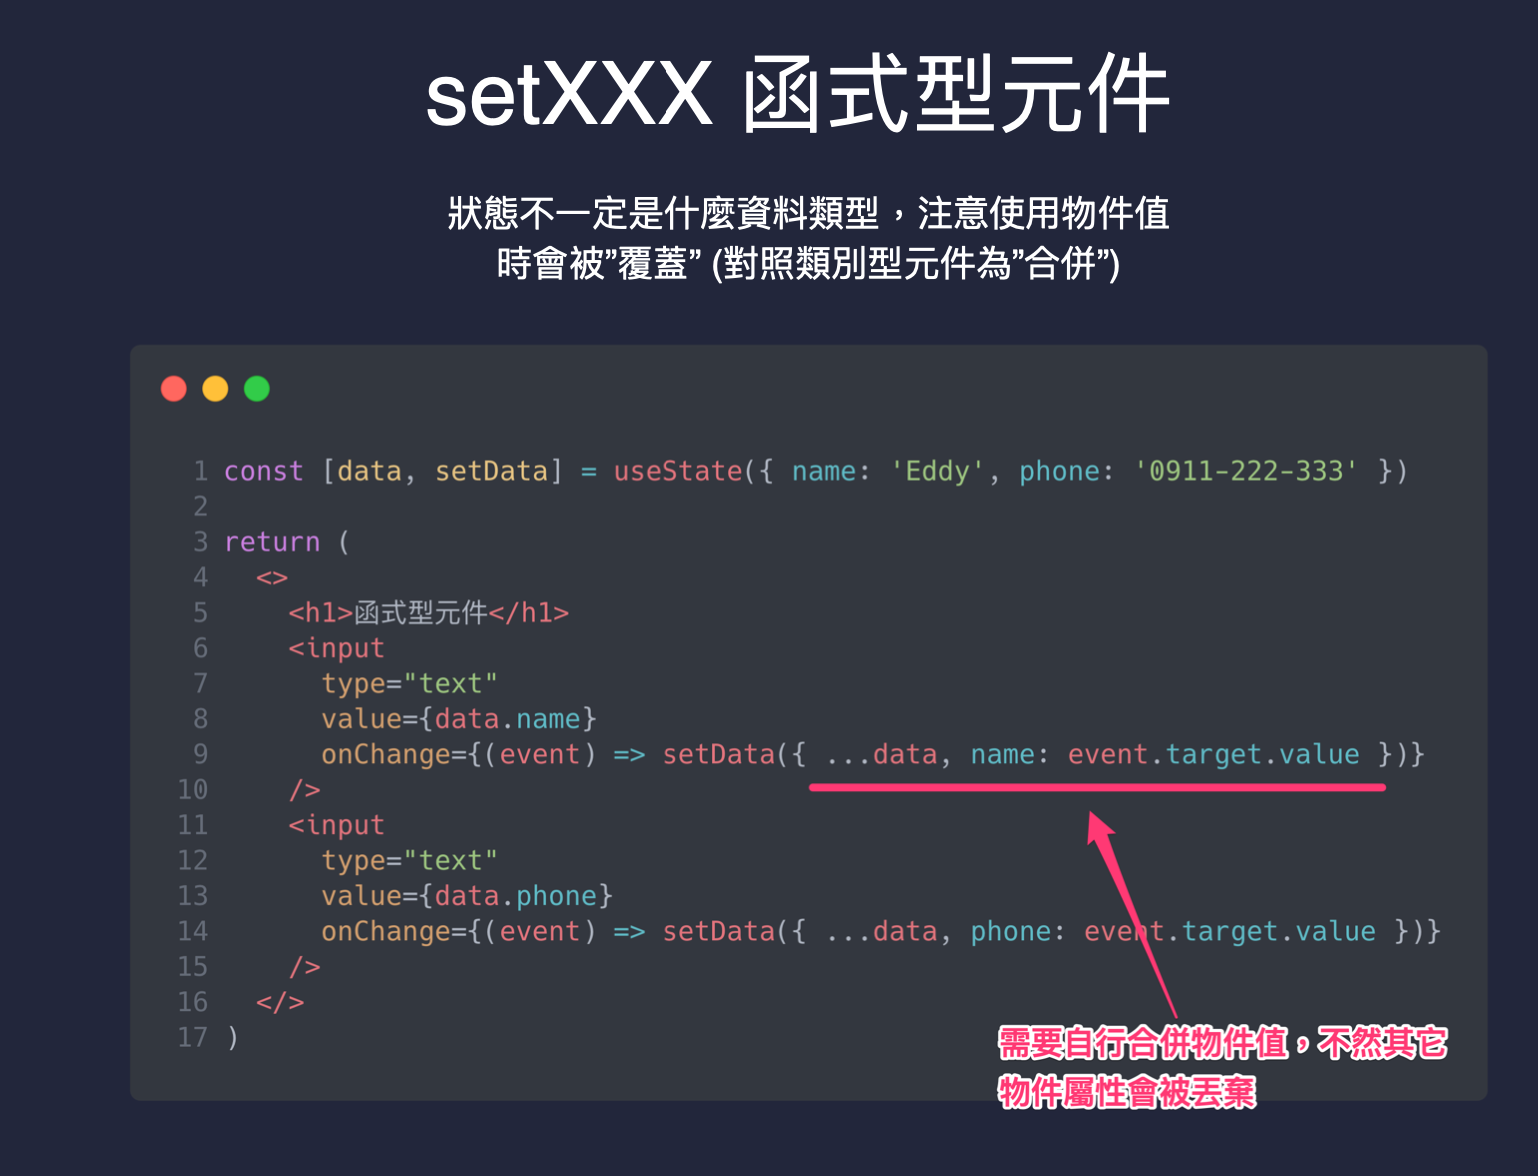 setXXX 函式型元件
狀態不一定是什麼資料類型，注意使用物件值
時會被”覆蓋” (對照類別型元件為”合併”)
1 const [data, setData] = useState({ name: 'Eddy', phone: '0911-222-333' })
2
3 return (
4   <>
5     <h1>函式型元件</h1>
6     <input
7       type="text"
8       value={data.name}
9       onChange={(event) => setData({ ...data, name: event.target.value })}
10     />
11     <input
12       type="text"
13       value={data.phone}
14       onChange={(event) => setData({ ...data, phone: event.target.value })}
15     />
16   </>
17 )
需要自行合併物件值，不然其它
物件屬性會被丟棄